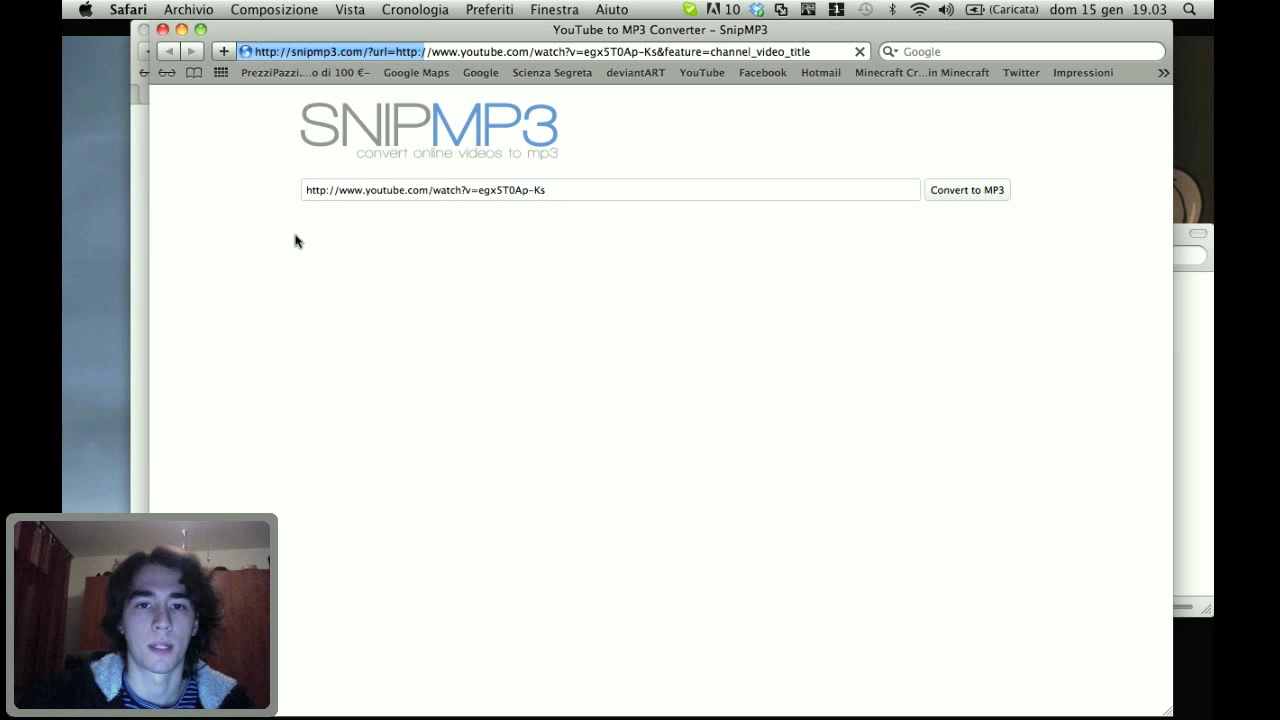 Safari Archivio Composizione Vista Cronologia Preferiti Finestra Aiuto 10 (Caricata) dom 15 gen 19.03
YouTube to MP3 Converter – SnipMP3
http://snipmp3.com/?url=http://www.youtube.com/watch?v=egx5T0Ap-Ks&feature=channel_video_title Google
PrezziPazzi....o di 100 €- Google Maps Google Scienza Segreta deviantART YouTube Facebook Hotmail Minecraft Cr...in Minecraft Twitter Impressioni
SNIPMP3
convert online videos to mp3
http://www.youtube.com/watch?v=egx5T0Ap-Ks Convert to MP3